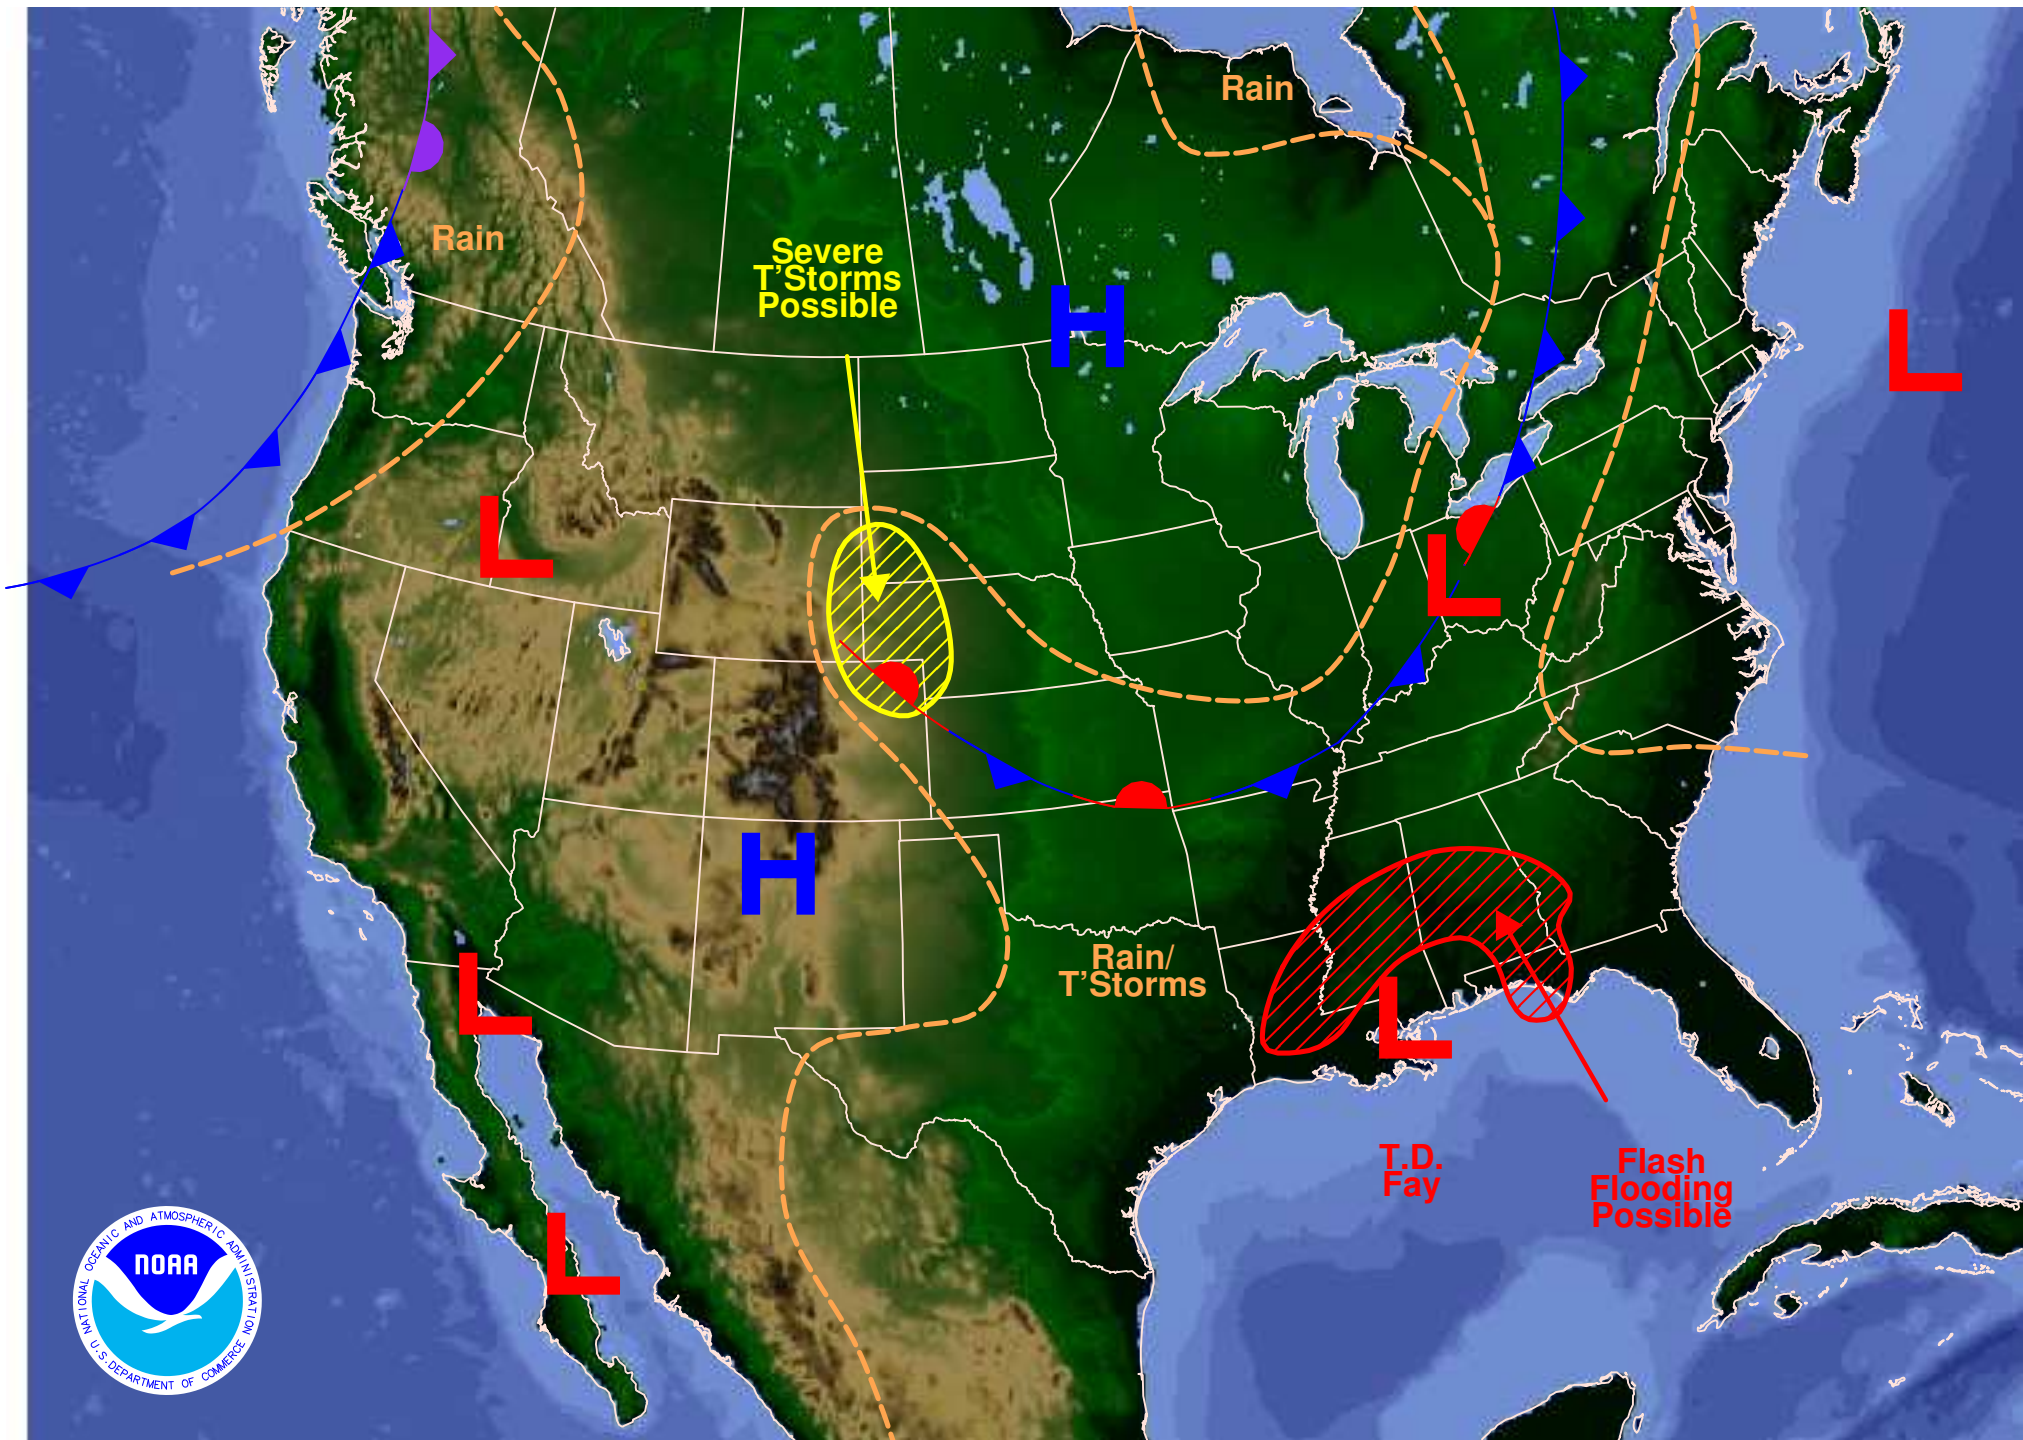 Rain
Rain
Severe
T'Storms
Possible
H
L
L
L
H
Rain/
T'Storms
L
L
T.D.
Fay
Flash
Flooding
Possible
L
NATIONAL OCEANIC AND ATMOSPHERIC ADMINISTRATION
NOAA
U.S. DEPARTMENT OF COMMERCE